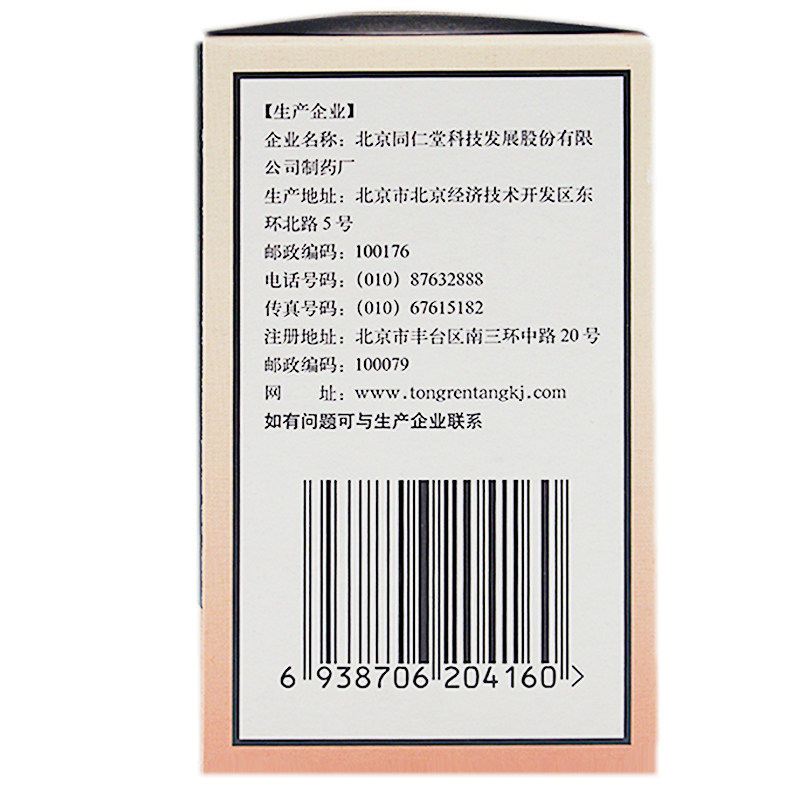 【生产企业】
企业名称：北京同仁堂科技发展股份有限
公司制药厂
生产地址：北京市北京经济技术开发区东
环北路 5 号
邮政编码：100176
电话号码：（010）87632888
传真号码：（010）67615182
注册地址：北京市丰台区南三环中路 20 号
邮政编码：100079
网　　址：www.tongrentangkj.com
如有问题可与生产企业联系
6 938706 204160 >